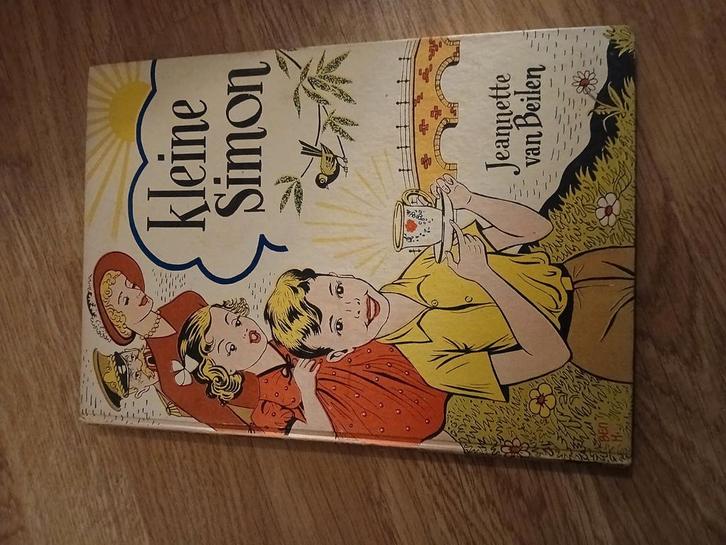 kleine
Simon
Jeannette
van Beilen